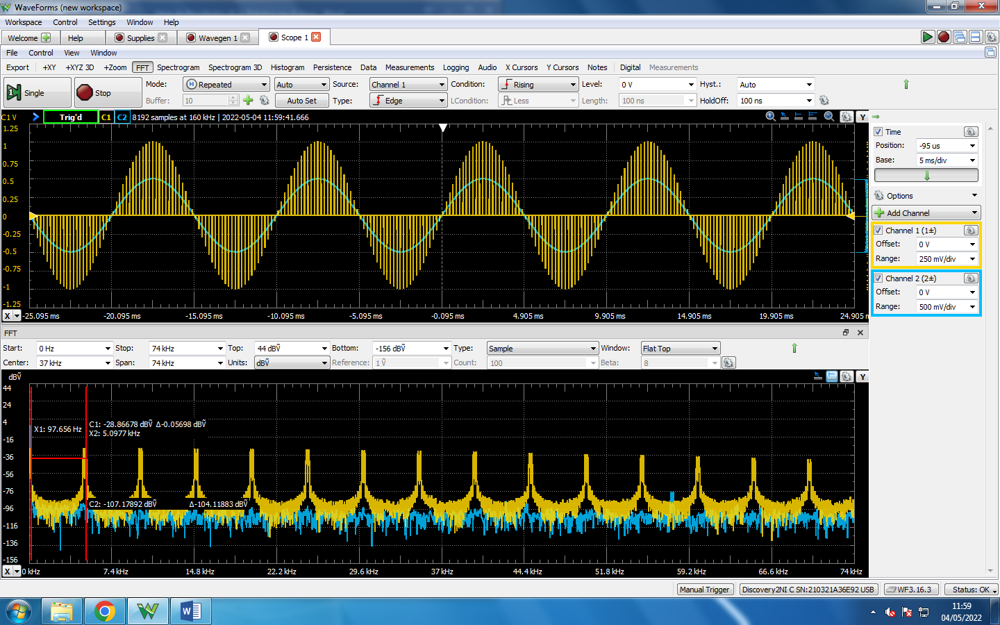 WaveForms (new workspace)
Workspace Control Settings Window Help
Welcome Help Supplies Wavegen 1 Scope 1
File Control View Window
Export +XY +XYZ 3D +Zoom FFT Spectrogram Spectrogram 3D Histogram Persistence Data Measurements Logging Audio X Cursors Y Cursors Notes Digital Measurements
Single Stop Mode: Repeated Auto Source: Channel 1 Condition: Rising Level: 0 V Hyst.: Auto
Buffer: 10 Auto Set Type: Edge LCondition: Less Length: 100 ns HoldOff: 100 ns
C1 V Trig'd C1 C2 8192 samples at 160 kHz | 2022-05-04 11:59:41.666 Y
1.25
1
0.75
0.5
0.25
0
-0.25
-0.5
-0.75
-1
-1.25
X -25.095 ms -20.095 ms -15.095 ms -10.095 ms -5.095 ms -0.095 ms 4.905 ms 9.905 ms 14.905 ms 19.905 ms 24.905 m
Time
Position: -95 us
Base: 5 ms/div
Options
Add Channel
Channel 1 (1±)
Offset: 0 V
Range: 250 mV/div
Channel 2 (2±)
Offset: 0 V
Range: 500 mV/div
FFT
Start: 0 Hz Stop: 74 kHz Top: 44 dBṼ Bottom: -156 dBṼ Type: Sample Window: Flat Top
Center: 37 kHz Span: 74 kHz Units: dBṼ Reference: 1 Ṽ Count: 100 Beta: 8
dBṼ Y
44
24
4
-16
-36
-56
-76
-96
-116
-136
-156
X1: 97.656 Hz
C1: -28.86678 dBṼ Δ-0.05698 dBṼ
X2: 5.0977 kHz
C2: -107.17892 dBṼ Δ-104.11883 dBṼ
X 0 kHz 7.4 kHz 14.8 kHz 22.2 kHz 29.6 kHz 37 kHz 44.4 kHz 51.8 kHz 59.2 kHz 66.6 kHz 74 kHz
Manual Trigger Discovery2NI C SN:210321A36E92 USB WF3.16.3 Status: OK
11:59
04/05/2022